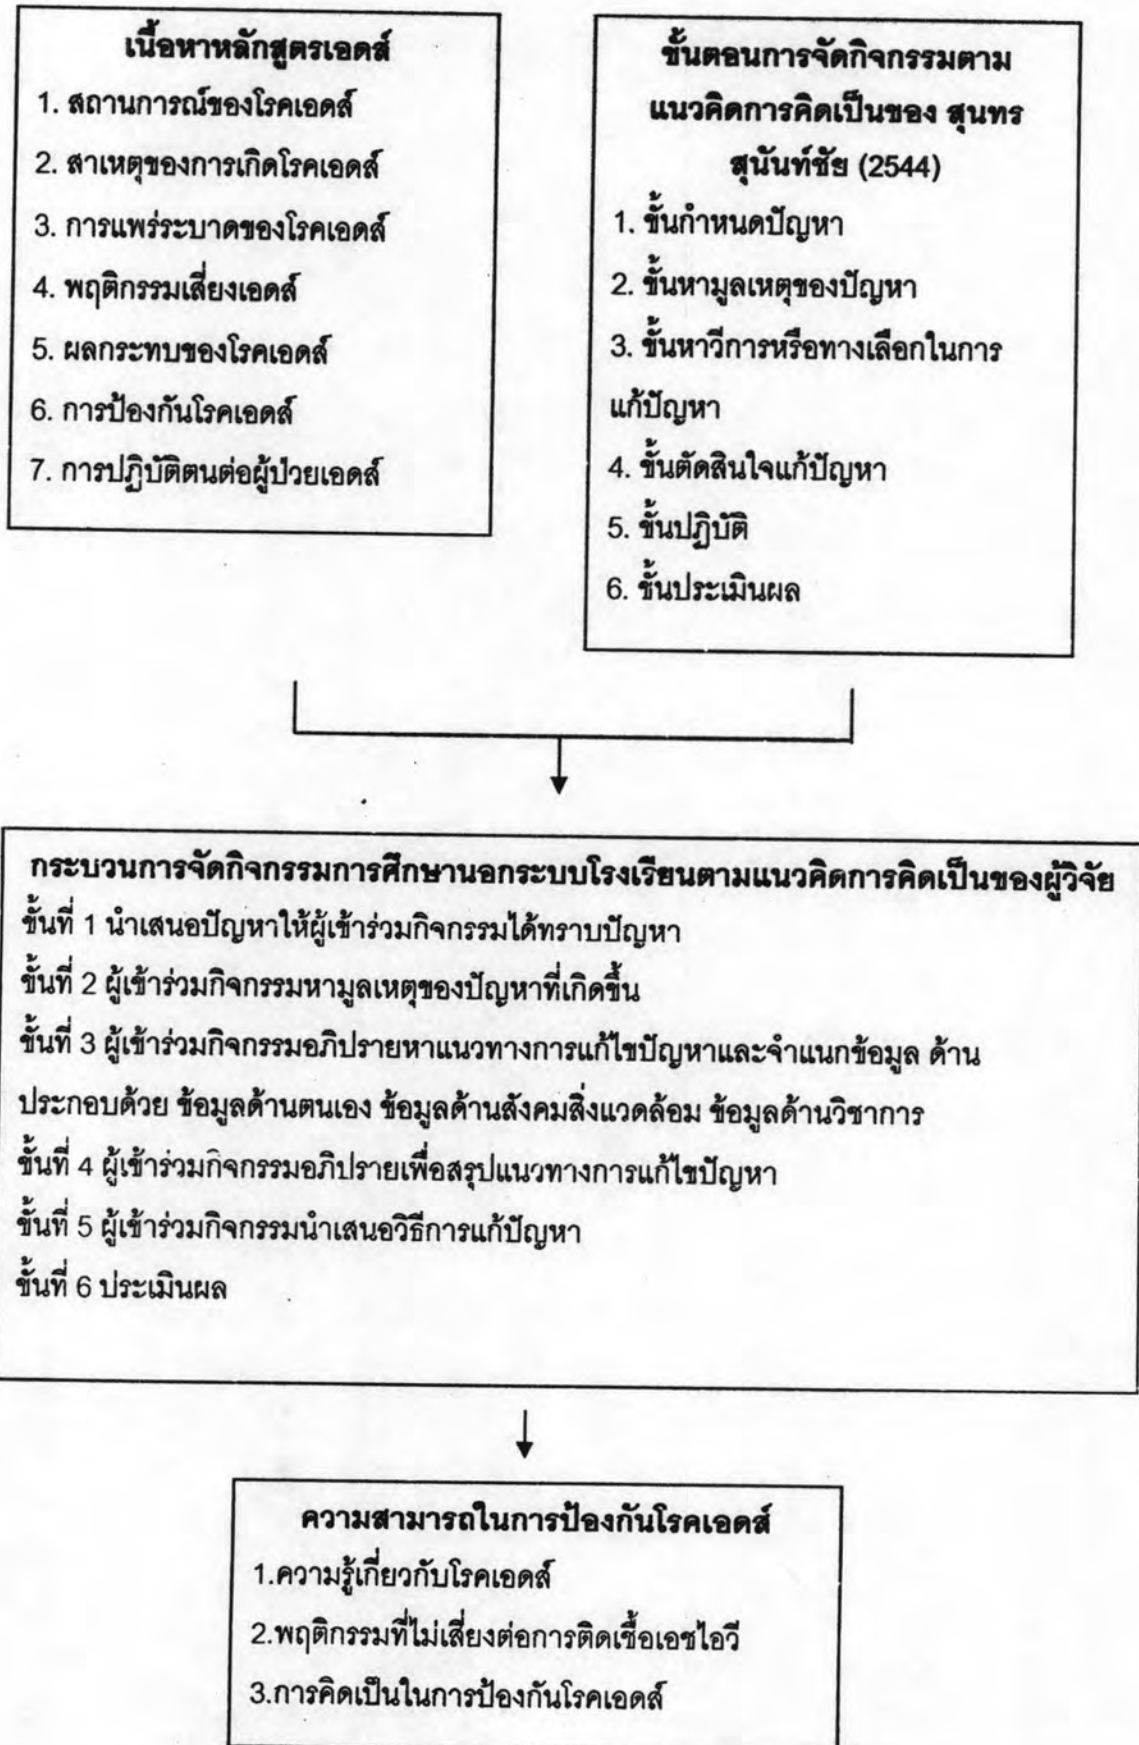 เนื้อหาหลักสูตรเอดส์
1. สถานการณ์ของโรคเอดส์
2. สาเหตุของการเกิดโรคเอดส์
3. การแพร่ระบาดของโรคเอดส์
4. พฤติกรรมเสี่ยงเอดส์
5. ผลกระทบของโรคเอดส์
6. การป้องกันโรคเอดส์
7. การปฏิบัติตนต่อผู้ป่วยเอดส์
ขั้นตอนการจัดกิจกรรมตาม
แนวคิดการคิดเป็นของ สุนทร
สุนันท์ชัย (2544)
1. ขั้นกำหนดปัญหา
2. ขั้นหามูลเหตุของปัญหา
3. ขั้นหาวีการหรือทางเลือกในการ
แก้ปัญหา
4. ขั้นตัดสินใจแก้ปัญหา
5. ขั้นปฏิบัติ
6. ขั้นประเมินผล
กระบวนการจัดกิจกรรมการศึกษานอกระบบโรงเรียนตามแนวคิดการคิดเป็นของผู้วิจัย
ขั้นที่ 1 นำเสนอปัญหาให้ผู้เข้าร่วมกิจกรรมได้ทราบปัญหา
ขั้นที่ 2 ผู้เข้าร่วมกิจกรรมหามูลเหตุของปัญหาที่เกิดขึ้น
ขั้นที่ 3 ผู้เข้าร่วมกิจกรรมอภิปรายหาแนวทางการแก้ไขปัญหาและจำแนกข้อมูล ด้าน
ประกอบด้วย ข้อมูลด้านตนเอง ข้อมูลด้านสังคมสิ่งแวดล้อม ข้อมูลด้านวิชาการ
ขั้นที่ 4 ผู้เข้าร่วมกิจกรรมอภิปรายเพื่อสรุปแนวทางการแก้ไขปัญหา
ขั้นที่ 5 ผู้เข้าร่วมกิจกรรมนำเสนอวิธีการแก้ปัญหา
ขั้นที่ 6 ประเมินผล
ความสามารถในการป้องกันโรคเอดส์
1.ความรู้เกี่ยวกับโรคเอดส์
2.พฤติกรรมที่ไม่เสี่ยงต่อการติดเชื้อเอชไอวี
3.การคิดเป็นในการป้องกันโรคเอดส์